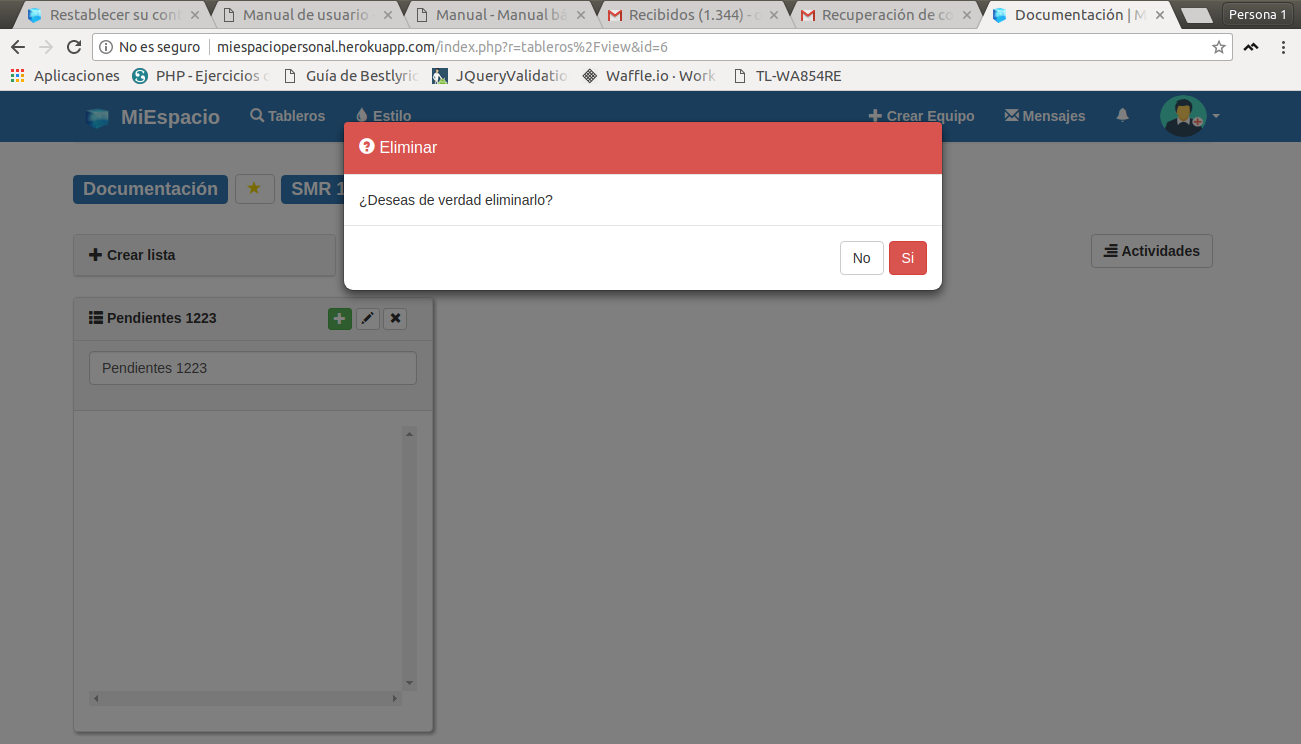 Restablecer su con
Manual de usuario
Manual - Manual bá
Recibidos (1.344) -
Recuperación de co
Documentación | M
Persona 1
No es seguro
miespaciopersonal.herokuapp.com/index.php?r=tableros%2Fview&id=6
Aplicaciones
PHP - Ejercicios
Guía de Bestlyric
JQueryValidatio
Waffle.io · Work
TL-WA854RE
MiEspacio
Tableros
Estilo
Crear Equipo
Mensajes
Eliminar
¿Deseas de verdad eliminarlo?
No
Si
Documentación
SMR 1
Crear lista
Actividades
Pendientes 1223
Pendientes 1223